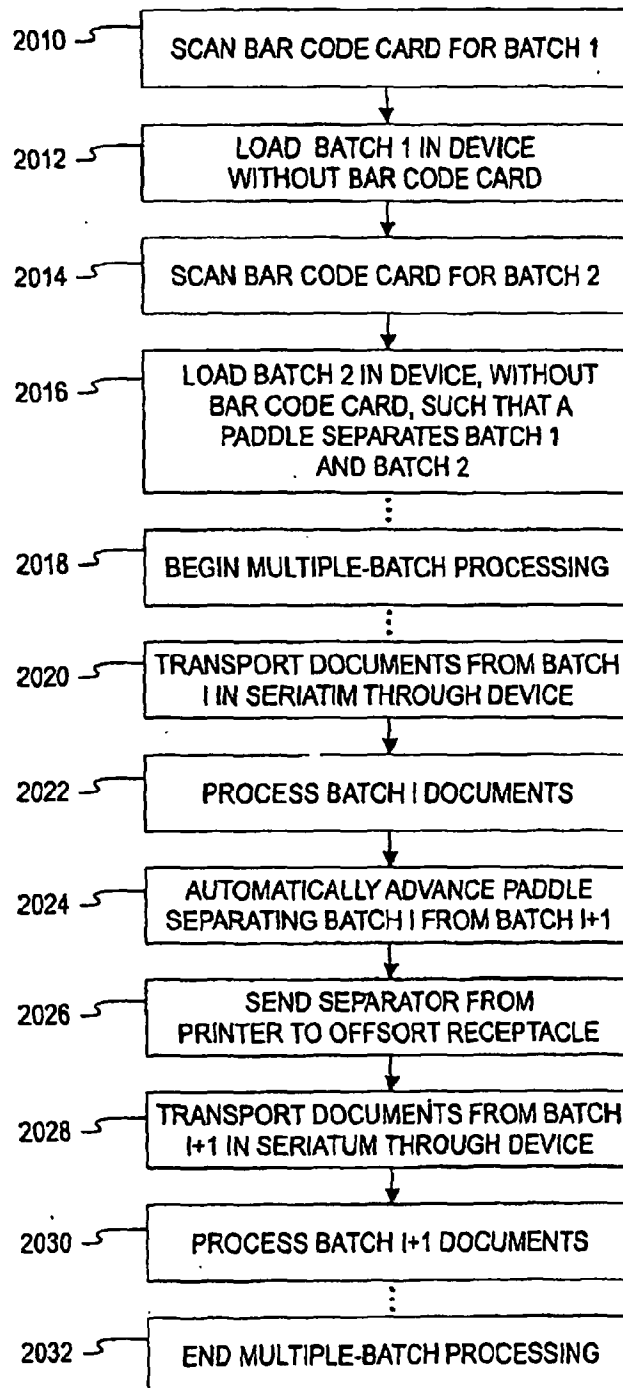 2010
SCAN BAR CODE CARD FOR BATCH 1
2012
LOAD BATCH 1 IN DEVICE
WITHOUT BAR CODE CARD
2014
SCAN BAR CODE CARD FOR BATCH 2
2016
LOAD BATCH 2 IN DEVICE, WITHOUT
BAR CODE CARD, SUCH THAT A
PADDLE SEPARATES BATCH 1
AND BATCH 2
2018
BEGIN MULTIPLE-BATCH PROCESSING
2020
TRANSPORT DOCUMENTS FROM BATCH
I IN SERIATIM THROUGH DEVICE
2022
PROCESS BATCH I DOCUMENTS
2024
AUTOMATICALLY ADVANCE PADDLE
SEPARATING BATCH I FROM BATCH I+1
2026
SEND SEPARATOR FROM
PRINTER TO OFFSORT RECEPTACLE
2028
TRANSPORT DOCUMENTS FROM BATCH
I+1 IN SERIATUM THROUGH DEVICE
2030
PROCESS BATCH I+1 DOCUMENTS
2032
END MULTIPLE-BATCH PROCESSING